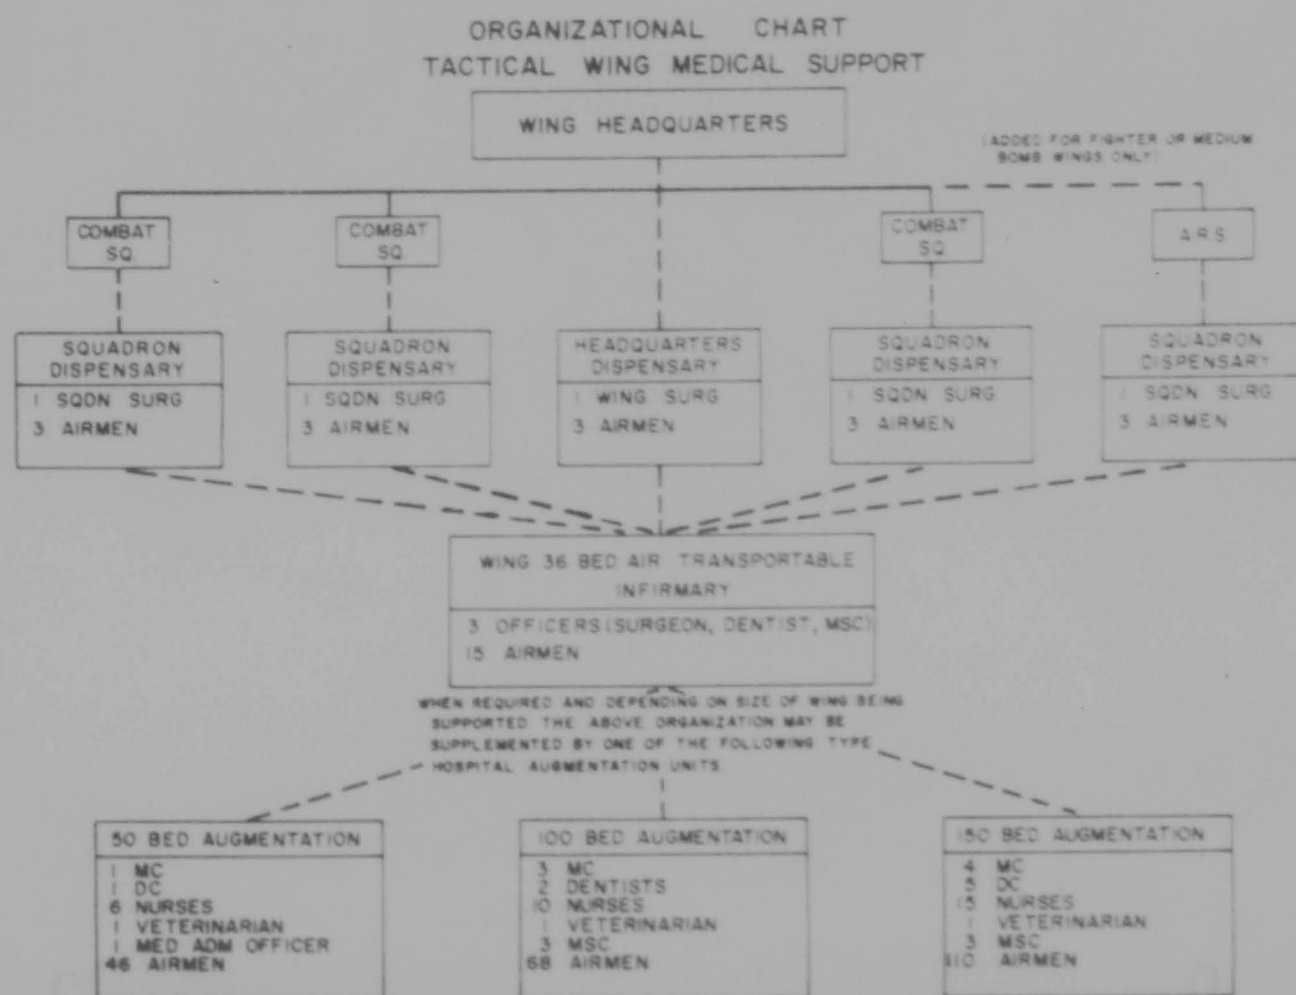 ORGANIZATIONAL CHART
TACTICAL WING MEDICAL SUPPORT
WING HEADQUARTERS
(ADDED FOR FIGHTER OR MEDIUM
BOMB WINGS ONLY)
COMBAT
SQ.
COMBAT
SQ.
COMBAT
SQ.
A.R.S.
SQUADRON
DISPENSARY
1 SQDN SURG
3 AIRMEN
SQUADRON
DISPENSARY
1 SQDN SURG
3 AIRMEN
HEADQUARTERS
DISPENSARY
1 WING SURG
3 AIRMEN
SQUADRON
DISPENSARY
1 SQDN SURG
3 AIRMEN
SQUADRON
DISPENSARY
1 SQDN SURG
3 AIRMEN
WING 36 BED AIR TRANSPORTABLE
INFIRMARY
3 OFFICERS (SURGEON, DENTIST, MSC)
15 AIRMEN
WHEN REQUIRED AND DEPENDING ON SIZE OF WING BEING
SUPPORTED THE ABOVE ORGANIZATION MAY BE
SUPPLEMENTED BY ONE OF THE FOLLOWING TYPE
HOSPITAL AUGMENTATION UNITS.
50 BED AUGMENTATION
1 MC
1 DC
6 NURSES
1 VETERINARIAN
1 MED ADM OFFICER
46 AIRMEN
100 BED AUGMENTATION
3 MC
2 DENTISTS
10 NURSES
1 VETERINARIAN
3 MSC
68 AIRMEN
150 BED AUGMENTATION
4 MC
5 DC
15 NURSES
1 VETERINARIAN
3 MSC
110 AIRMEN